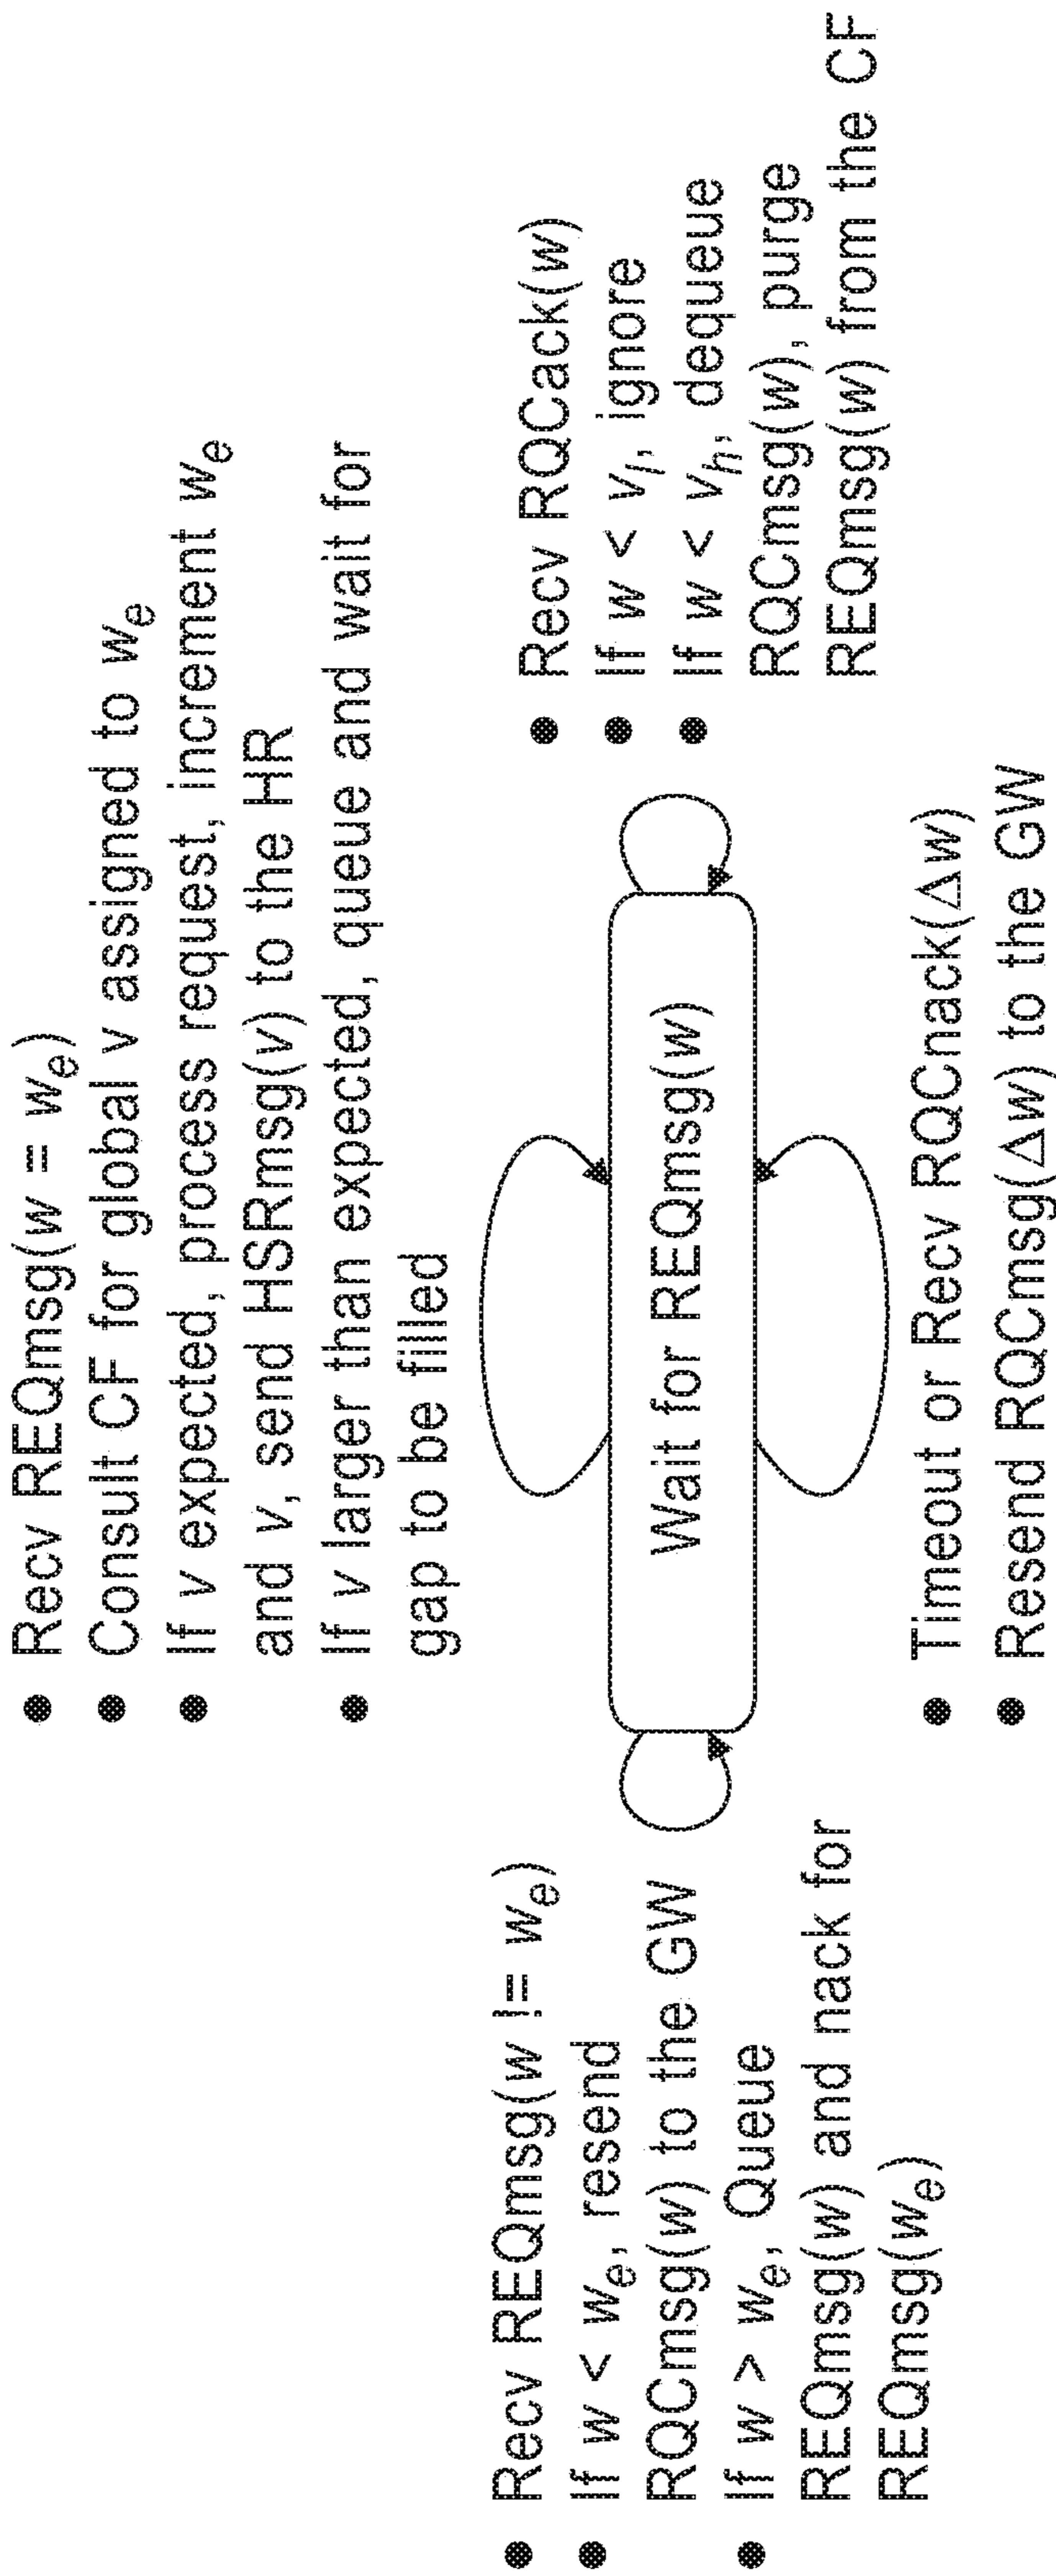 ● Recv REQmsg(w = wₑ)
● Consult CF for global v assigned to wₑ
● If v expected, process request, increment wₑ
and v, send HSRmsg(v) to the HR
● If v larger than expected, queue and wait for
gap to be filled
● Recv REQmsg(w != wₑ)
● If w < wₑ, resend
RQCmsg(w) to the GW
● If w > wₑ, Queue
REQmsg(w) and nack for
REQmsg(wₑ)
Wait for REQmsg(w)
● Recv RQCack(w)
● If w < vₗ, ignore
● If w < vₕ, dequeue
RQCmsg(w), purge
REQmsg(w) from the CF
● Timeout or Recv RQCnack(Δw)
● Resend RQCmsg(Δw) to the GW